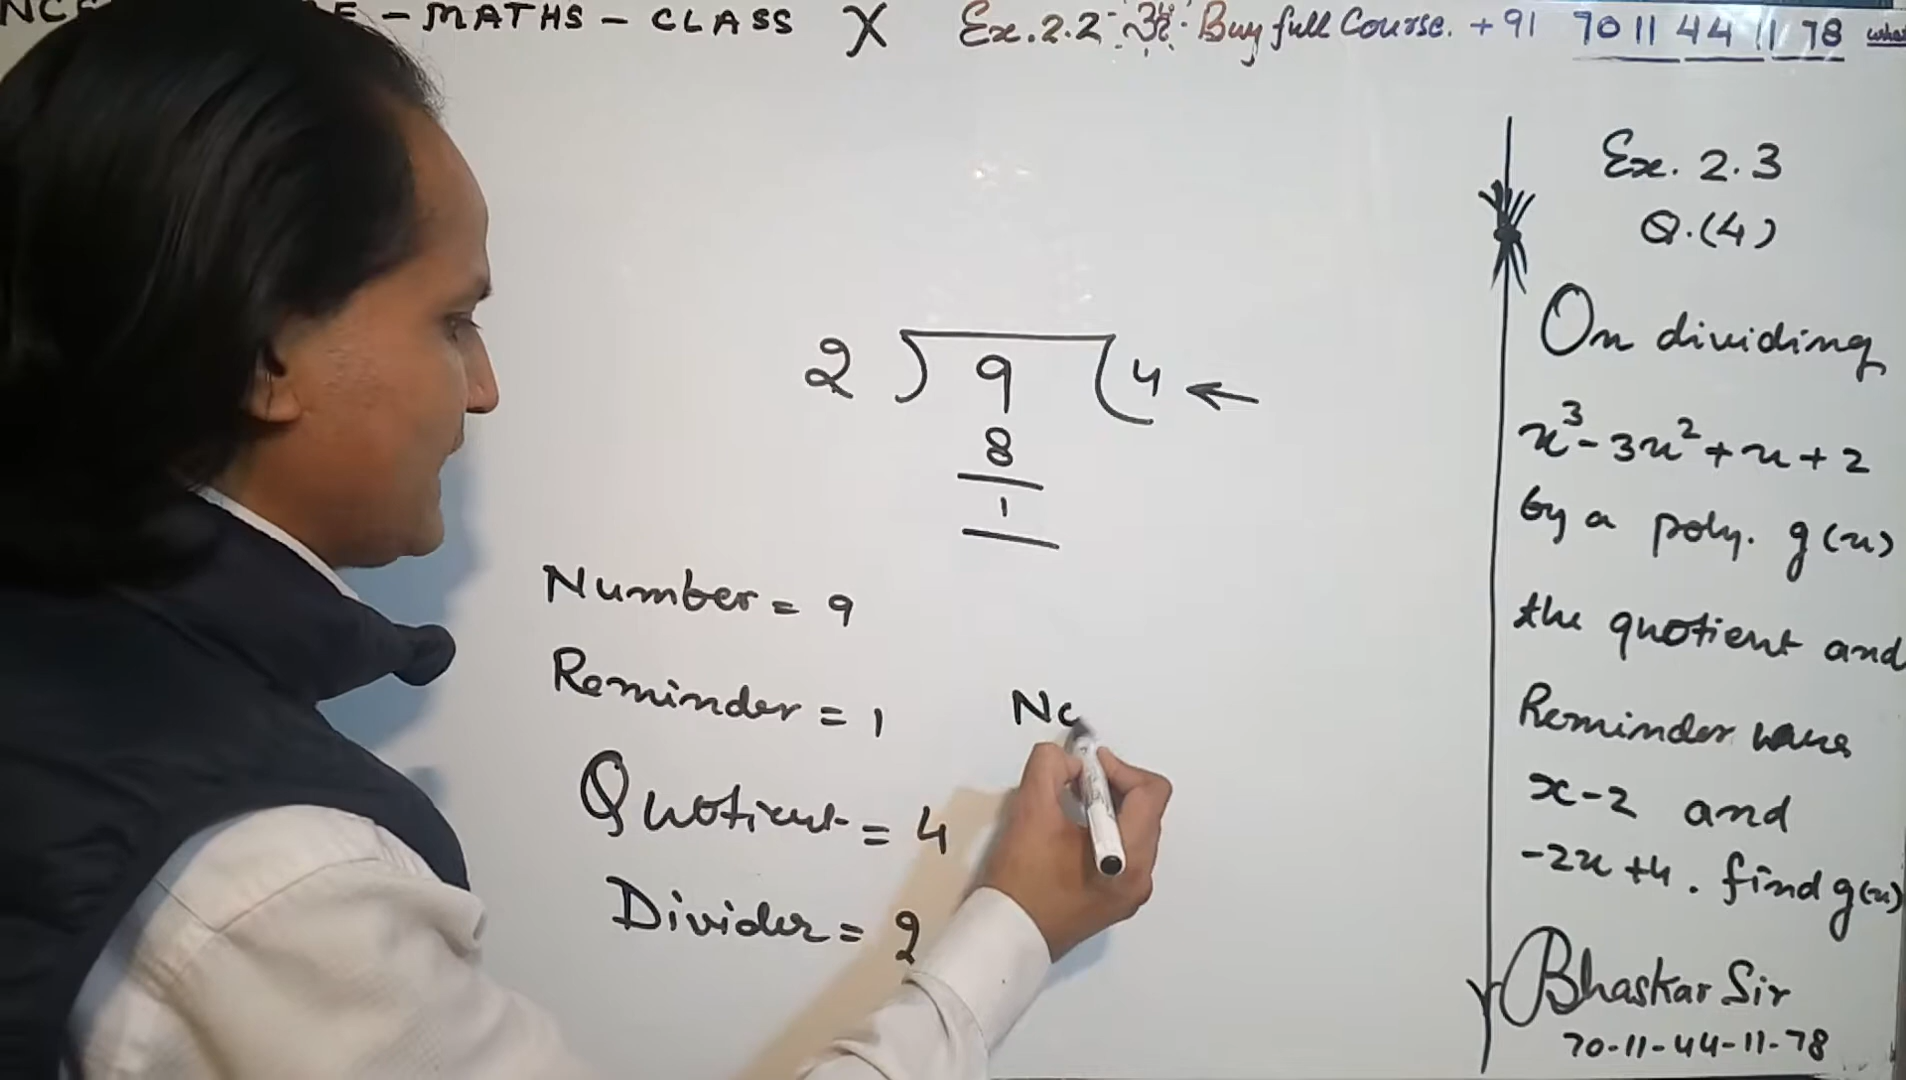 - MATHS - CLASS X Ex. 2.2 Buy full Course. +91 70 11 44 11 78
2 ) 9 ( 4 ←
8
1
Number = 9
Reminder = 1
Quotient = 4
Divider = 2
No
Ex. 2.3
Q.(4)
On dividing
x³-3x²+x+2
by a poly. g(x)
the quotient and
Reminder were
x-2 and
-2x+4. find g(x)
Bhaskar Sir
70-11-44-11-78